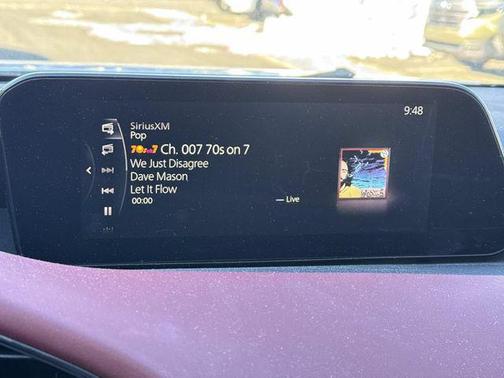 9:48
SiriusXM
Pop
70s on 7 Ch. 007 70s on 7
We Just Disagree
Dave Mason
Let It Flow
00:00
Live